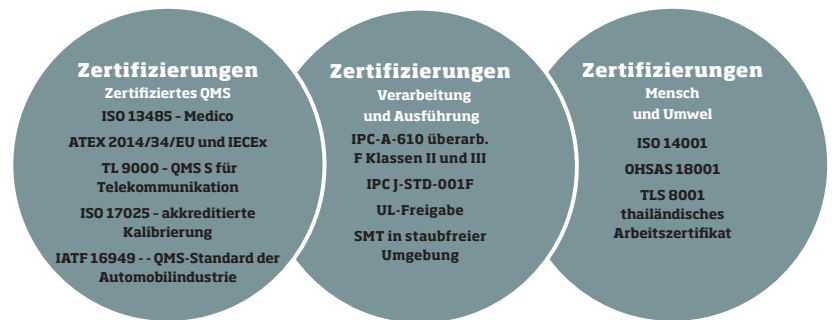 Zertifizierungen
Zertifiziertes QMS
ISO 13485 – Medico
ATEX 2014/34/EU und IECEx
TL 9000 – QMS S für
Telekommunikation
ISO 17025 – akkreditierte
Kalibrierung
IATF 16949 - - QMS-Standard der
Automobilindustrie
Zertifizierungen
Verarbeitung
und Ausführung
IPC-A-610 überarb.
F Klassen II und III
IPC J-STD-001F
UL-Freigabe
SMT in staubfreier
Umgebung
Zertifizierungen
Mensch
und Umwel
ISO 14001
OHSAS 18001
TLS 8001
thailändisches
Arbeitszertifikat